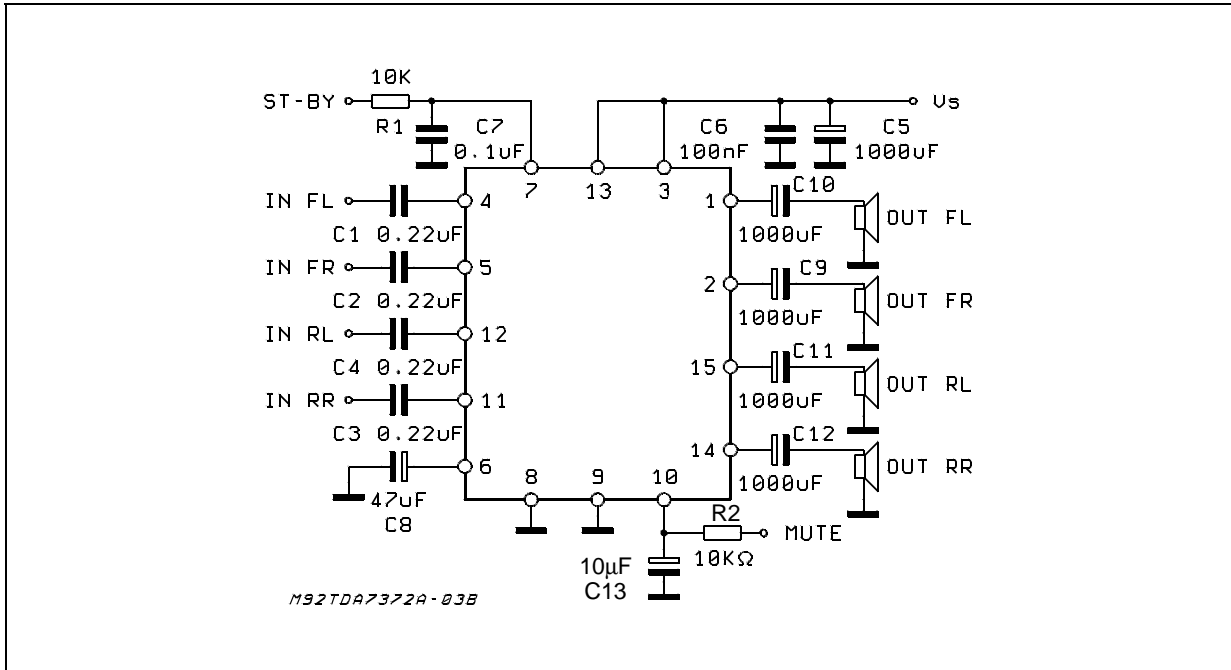 10K
ST-BY
R1
C7
0.1uF
C6
100nF
C5
1000uF
Vs
7
13
3
IN FL
4
C1 0.22uF
IN FR
5
C2 0.22uF
IN RL
12
C4 0.22uF
IN RR
11
C3 0.22uF
6
47uF
C8
8
9
10
1
C10
1000uF
OUT FL
2
C9
1000uF
OUT FR
15
C11
1000uF
OUT RL
14
C12
1000uF
OUT RR
R2
MUTE
10KΩ
10µF
C13
M92TDA7372A-03B